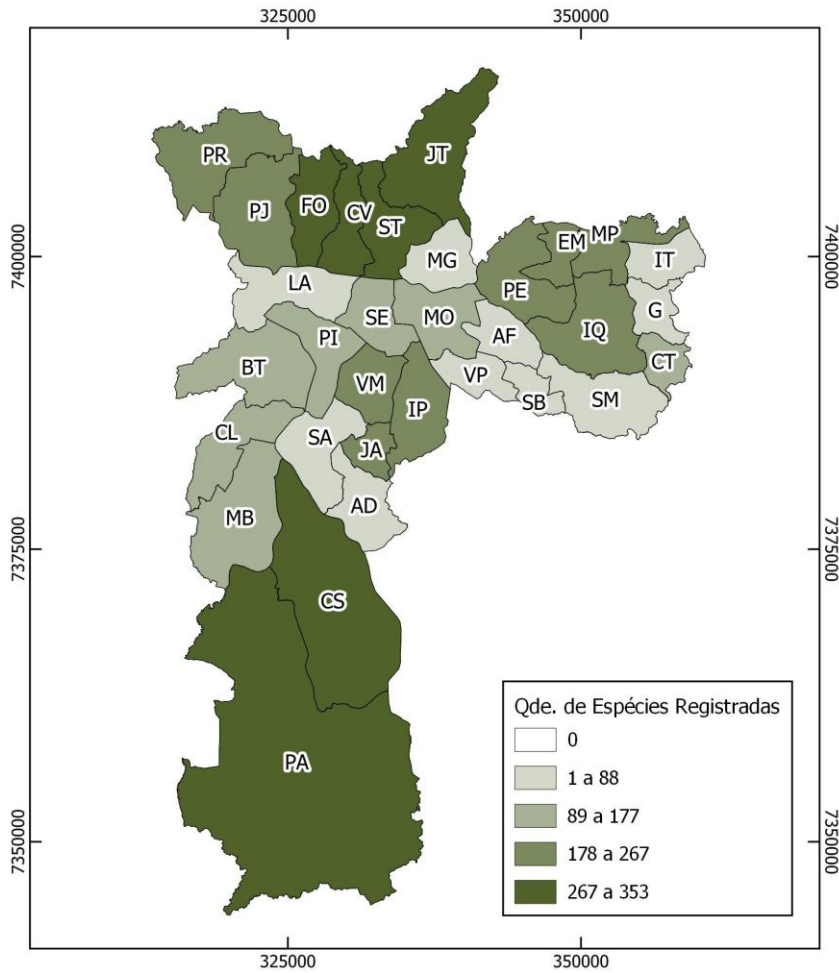 325000
350000
JT
PR
FO
CV
PJ
ST
EM
MP
7400000
7400000
MG
IT
LA
PE
G
SE
MO
IQ
AF
PI
CT
BT
VM
VP
SM
SB
IP
CL
SA
JA
AD
MB
7375000
7375000
CS
Qde. de Espécies Registradas
0
PA
1 a 88
89 a 177
178 a 267
267 a 353
7350000
7350000
325000
350000